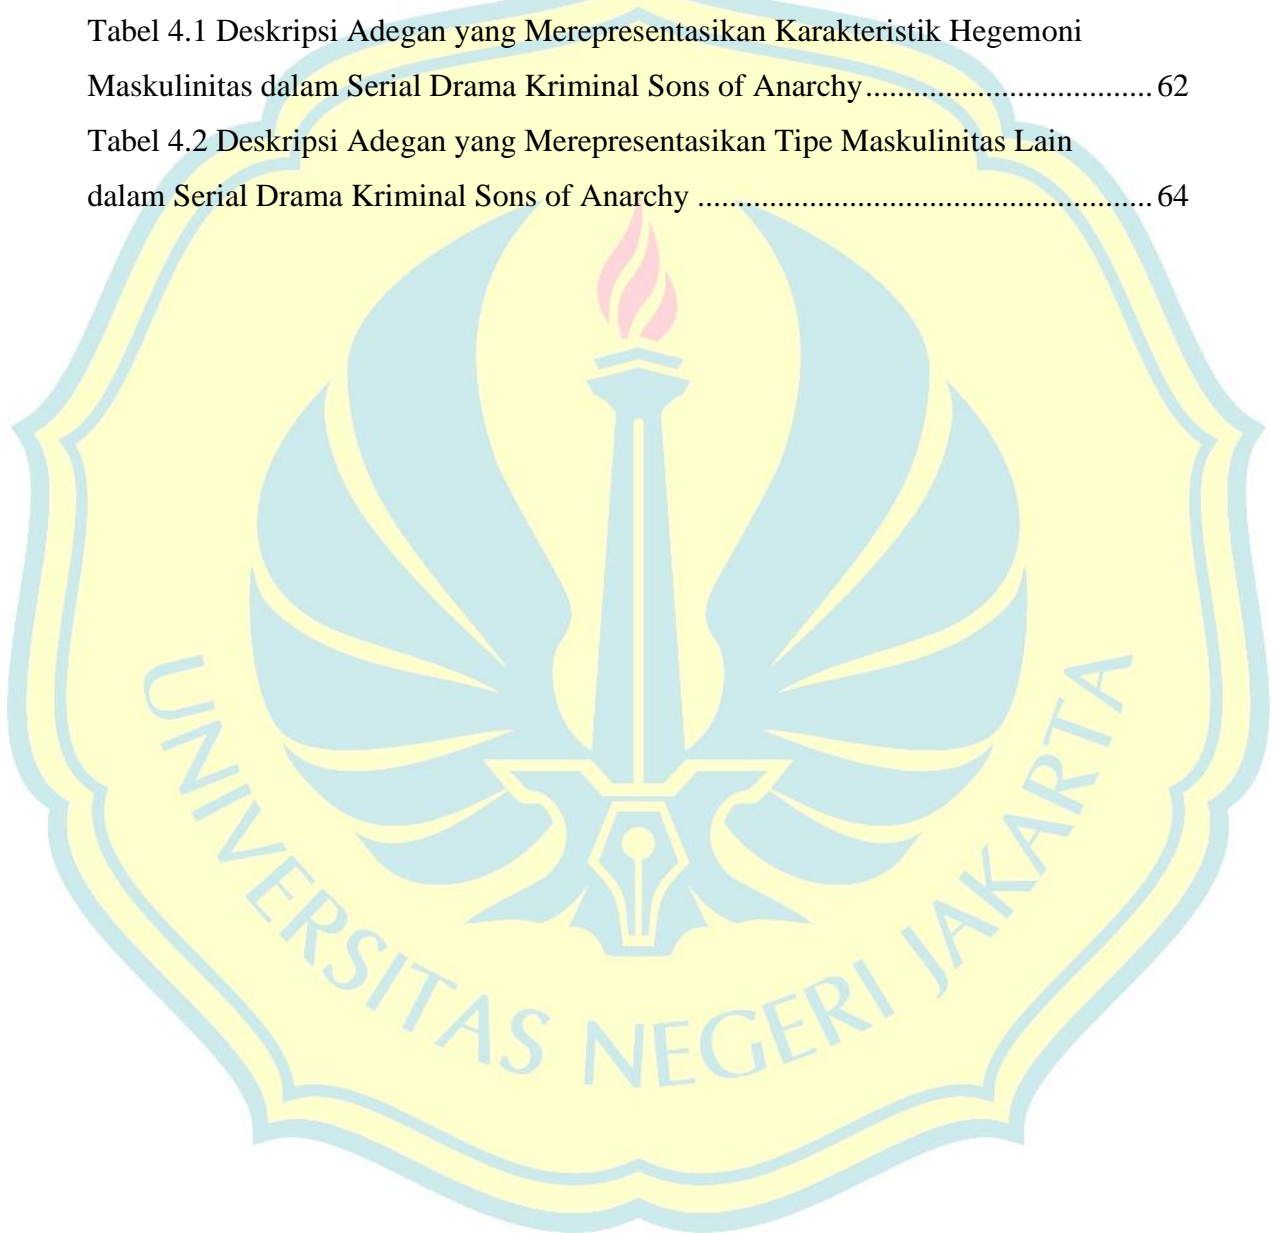 Tabel 4.1 Deskripsi Adegan yang Merepresentasikan Karakteristik Hegemoni
Maskulinitas dalam Serial Drama Kriminal Sons of Anarchy.................................... 62
Tabel 4.2 Deskripsi Adegan yang Merepresentasikan Tipe Maskulinitas Lain
dalam Serial Drama Kriminal Sons of Anarchy ......................................................... 64
UNIVERSITAS NEGERI JAKARTA